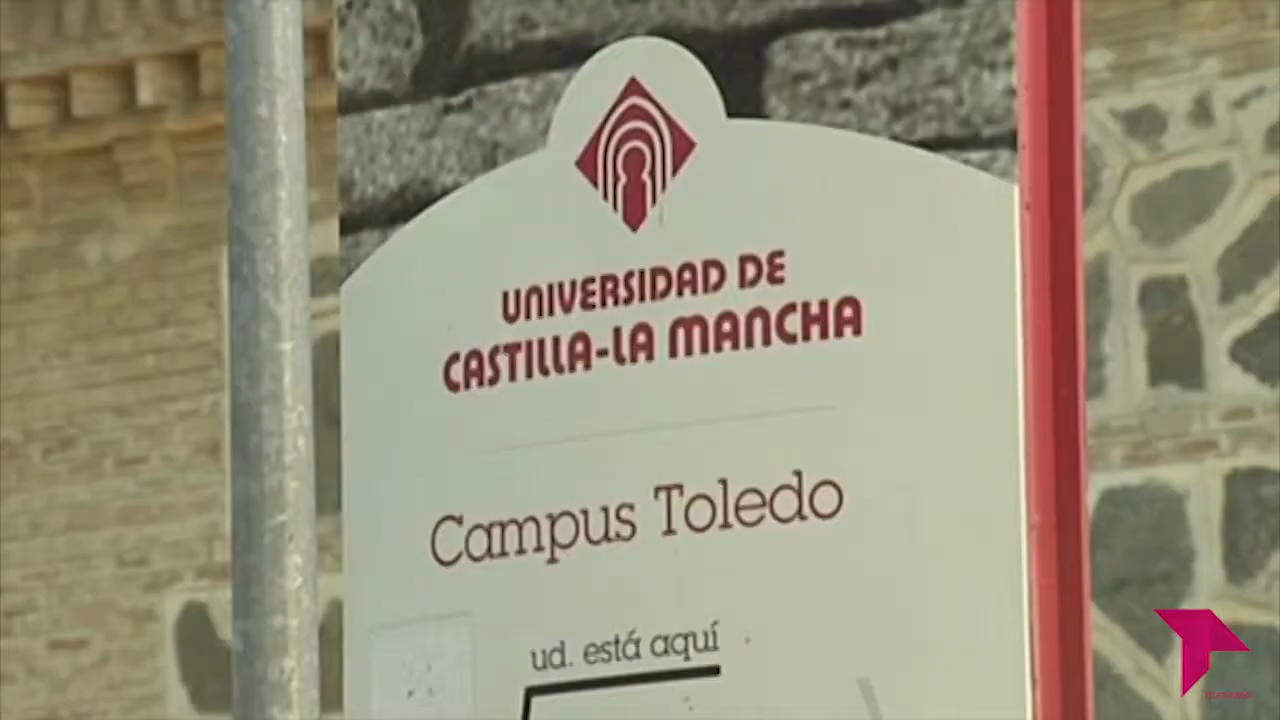 UNIVERSIDAD DE
CASTILLA-LA MANCHA
Campus Toledo
ud. está aquí